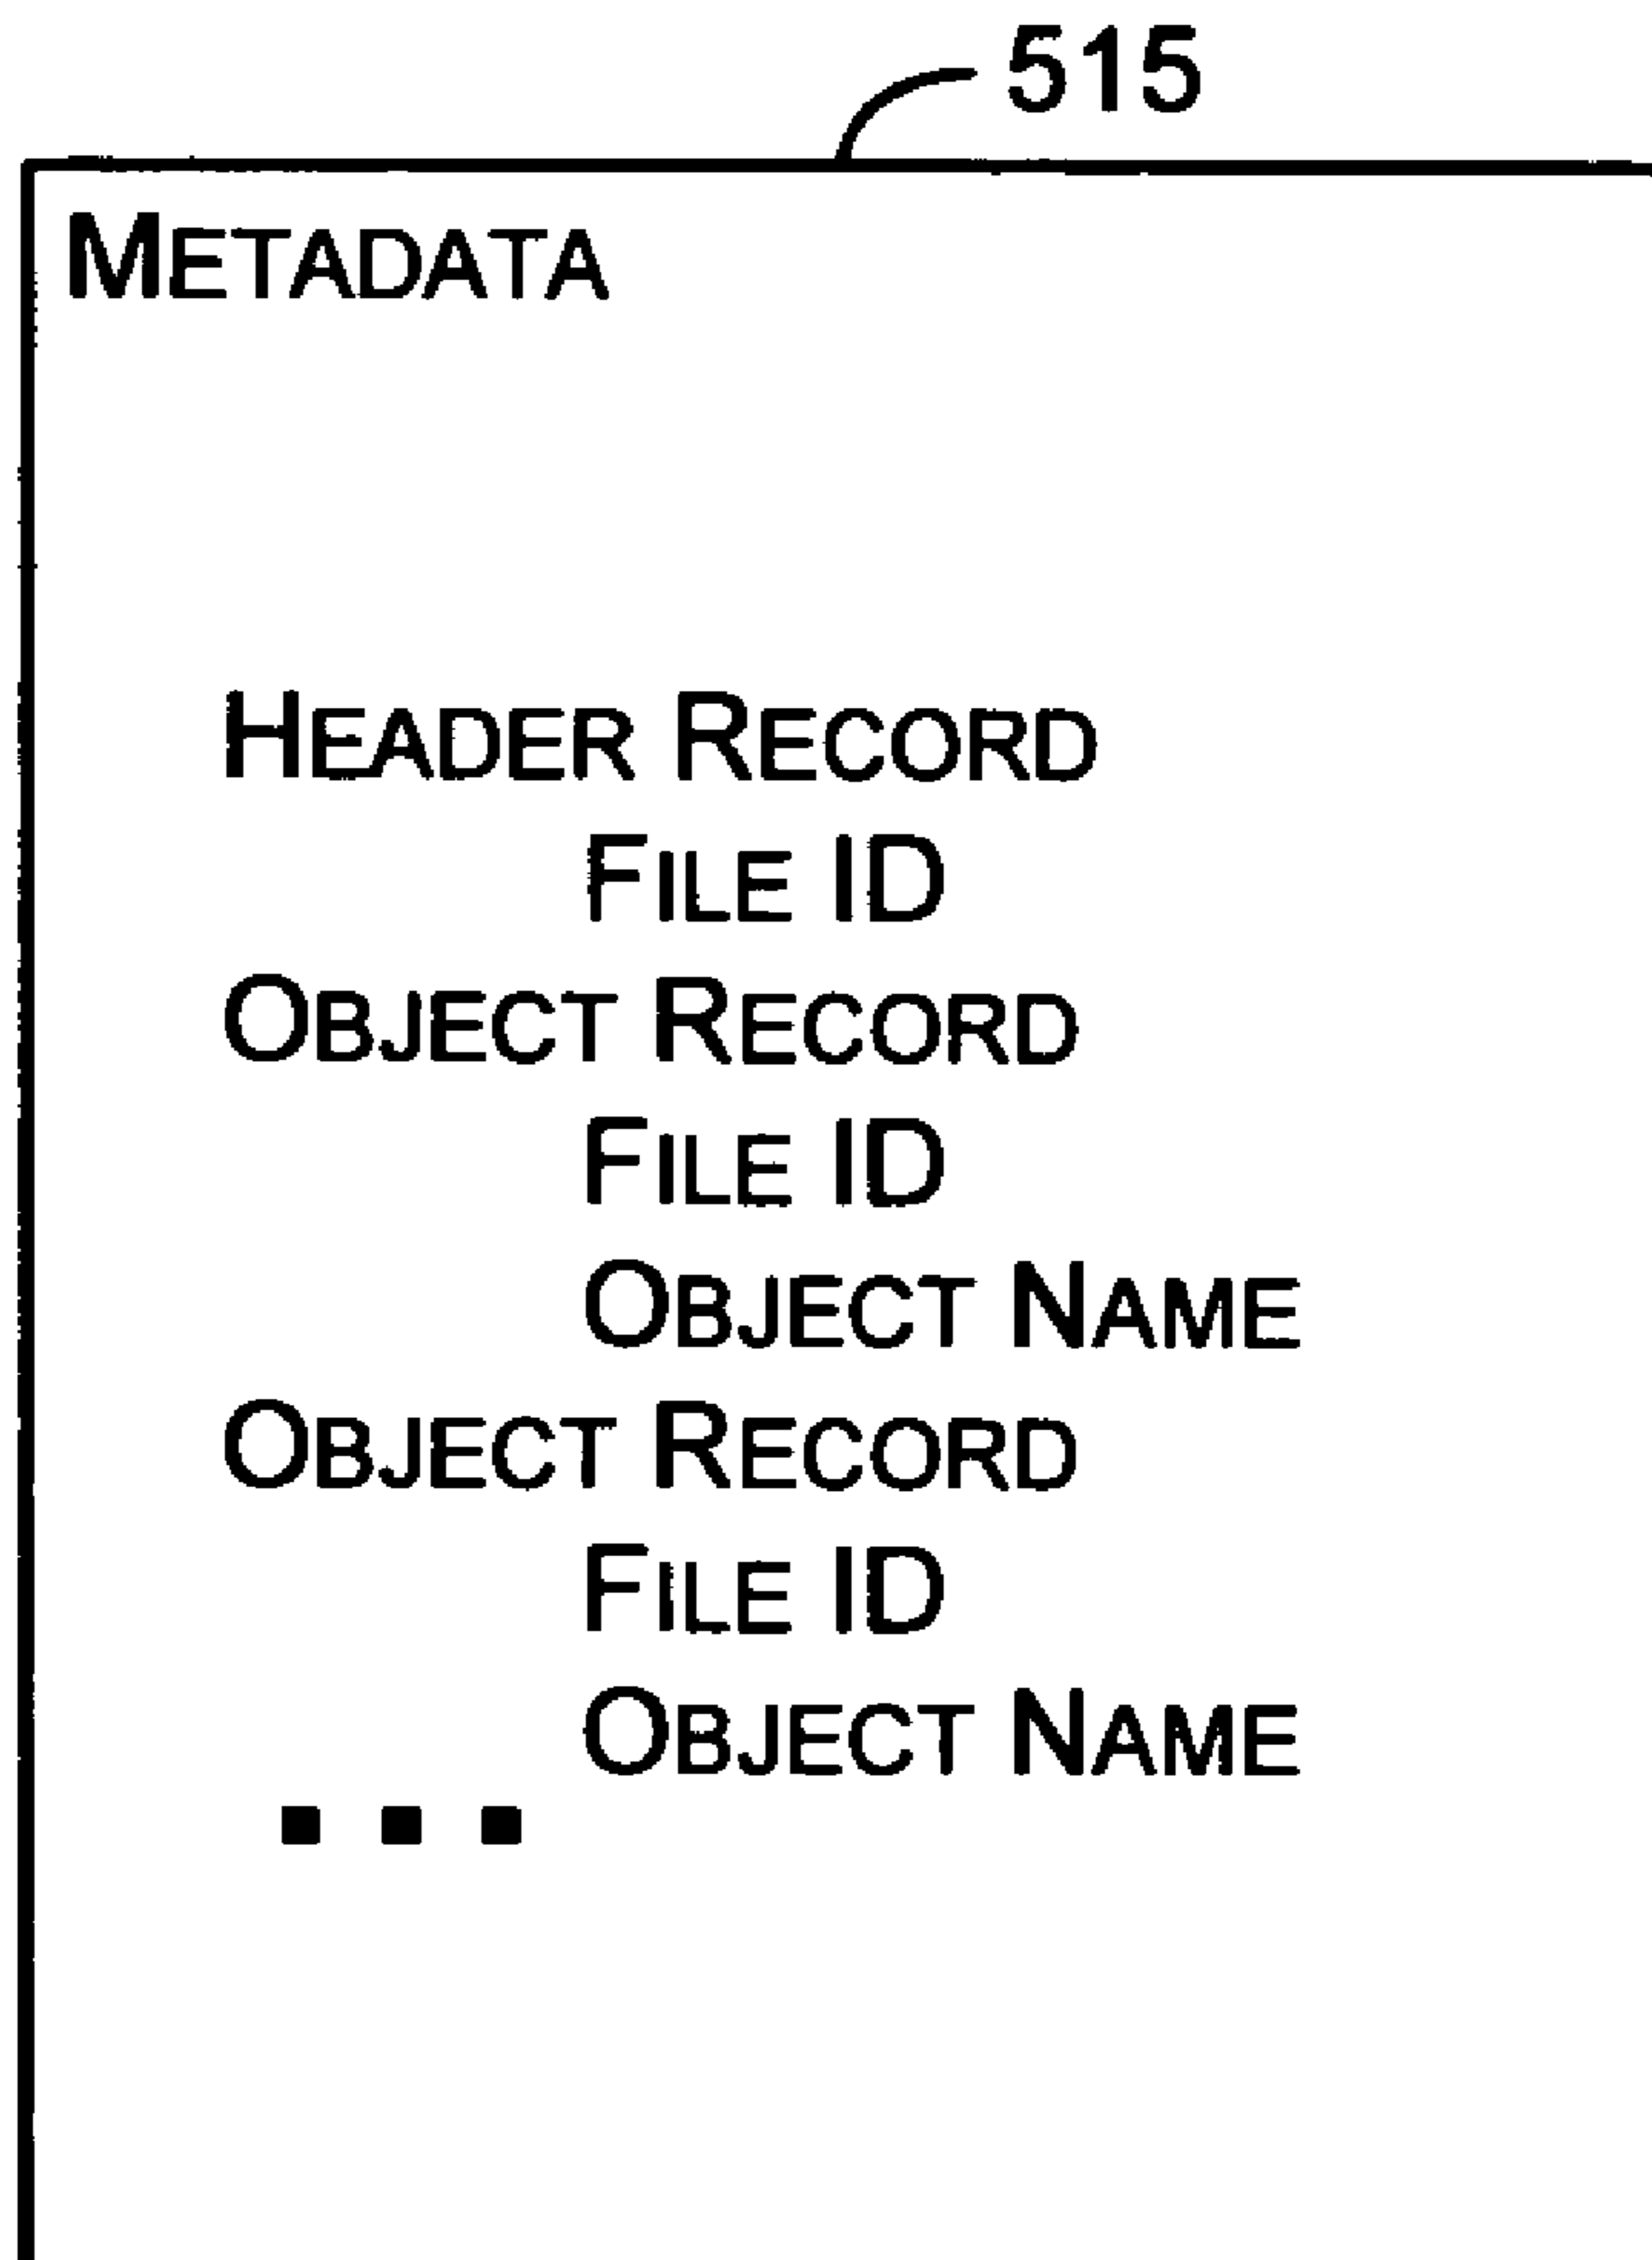 515
METADATA
HEADER RECORD
FILE ID
OBJECT RECORD
FILE ID
OBJECT NAME
OBJECT RECORD
FILE ID
OBJECT NAME
...